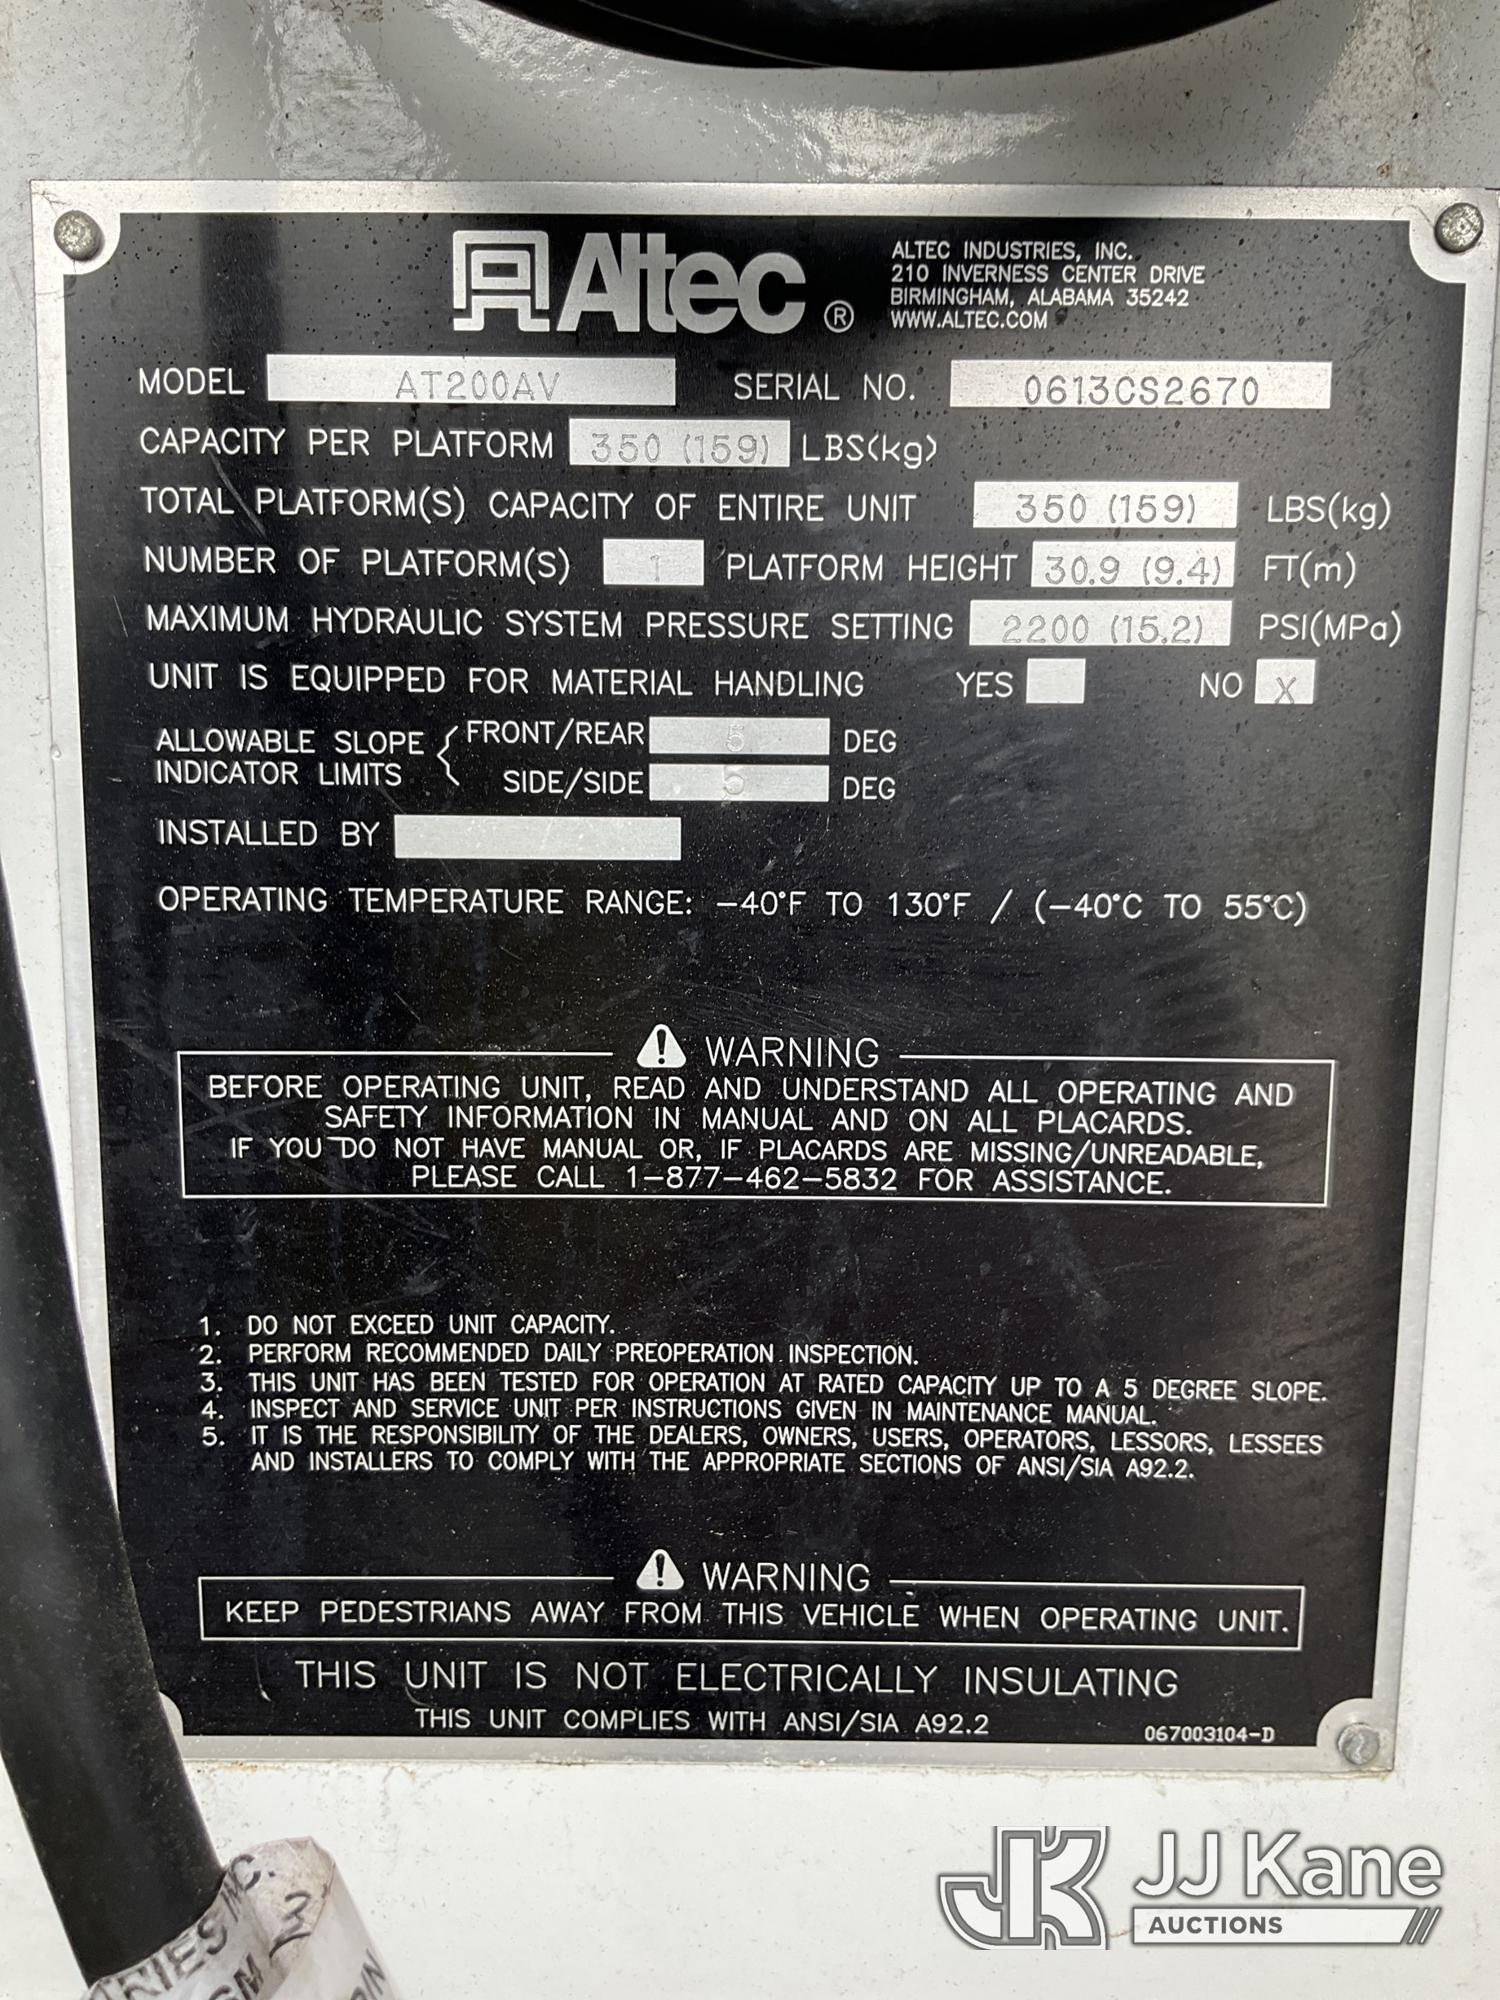 Altec ®
ALTEC INDUSTRIES, INC.
210 INVERNESS CENTER DRIVE
BIRMINGHAM, ALABAMA 35242
WWW.ALTEC.COM
MODEL AT200AV SERIAL NO. 0613CS2670
CAPACITY PER PLATFORM 350 (159) LBS(kg)
TOTAL PLATFORM(S) CAPACITY OF ENTIRE UNIT 350 (159) LBS(kg)
NUMBER OF PLATFORM(S) 1 PLATFORM HEIGHT 30.9 (9.4) FT(m)
MAXIMUM HYDRAULIC SYSTEM PRESSURE SETTING 2200 (15.2) PSI(MPa)
UNIT IS EQUIPPED FOR MATERIAL HANDLING YES NO X
ALLOWABLE SLOPE INDICATOR LIMITS { FRONT/REAR 5 DEG
SIDE/SIDE 5 DEG
INSTALLED BY
OPERATING TEMPERATURE RANGE: -40°F TO 130°F / (-40°C TO 55°C)
WARNING
BEFORE OPERATING UNIT, READ AND UNDERSTAND ALL OPERATING AND
SAFETY INFORMATION IN MANUAL AND ON ALL PLACARDS.
IF YOU DO NOT HAVE MANUAL OR, IF PLACARDS ARE MISSING/UNREADABLE,
PLEASE CALL 1-877-462-5832 FOR ASSISTANCE.
1. DO NOT EXCEED UNIT CAPACITY.
2. PERFORM RECOMMENDED DAILY PREOPERATION INSPECTION.
3. THIS UNIT HAS BEEN TESTED FOR OPERATION AT RATED CAPACITY UP TO A 5 DEGREE SLOPE.
4. INSPECT AND SERVICE UNIT PER INSTRUCTIONS GIVEN IN MAINTENANCE MANUAL.
5. IT IS THE RESPONSIBILITY OF THE DEALERS, OWNERS, USERS, OPERATORS, LESSORS, LESSEES
AND INSTALLERS TO COMPLY WITH THE APPROPRIATE SECTIONS OF ANSI/SIA A92.2.
WARNING
KEEP PEDESTRIANS AWAY FROM THIS VEHICLE WHEN OPERATING UNIT.
THIS UNIT IS NOT ELECTRICALLY INSULATING
THIS UNIT COMPLIES WITH ANSI/SIA A92.2
067003104-D
INC.
JK JJ Kane
AUCTIONS